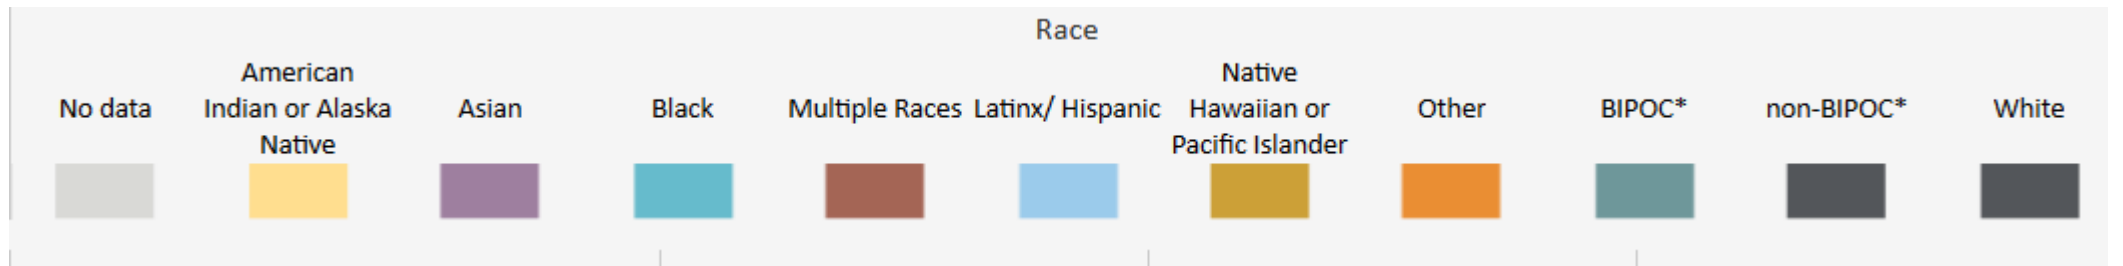 Race
No data
American
Indian or Alaska
Native
Asian
Black
Multiple Races
Latinx/ Hispanic
Native
Hawaiian or
Pacific Islander
Other
BIPOC*
non-BIPOC*
White